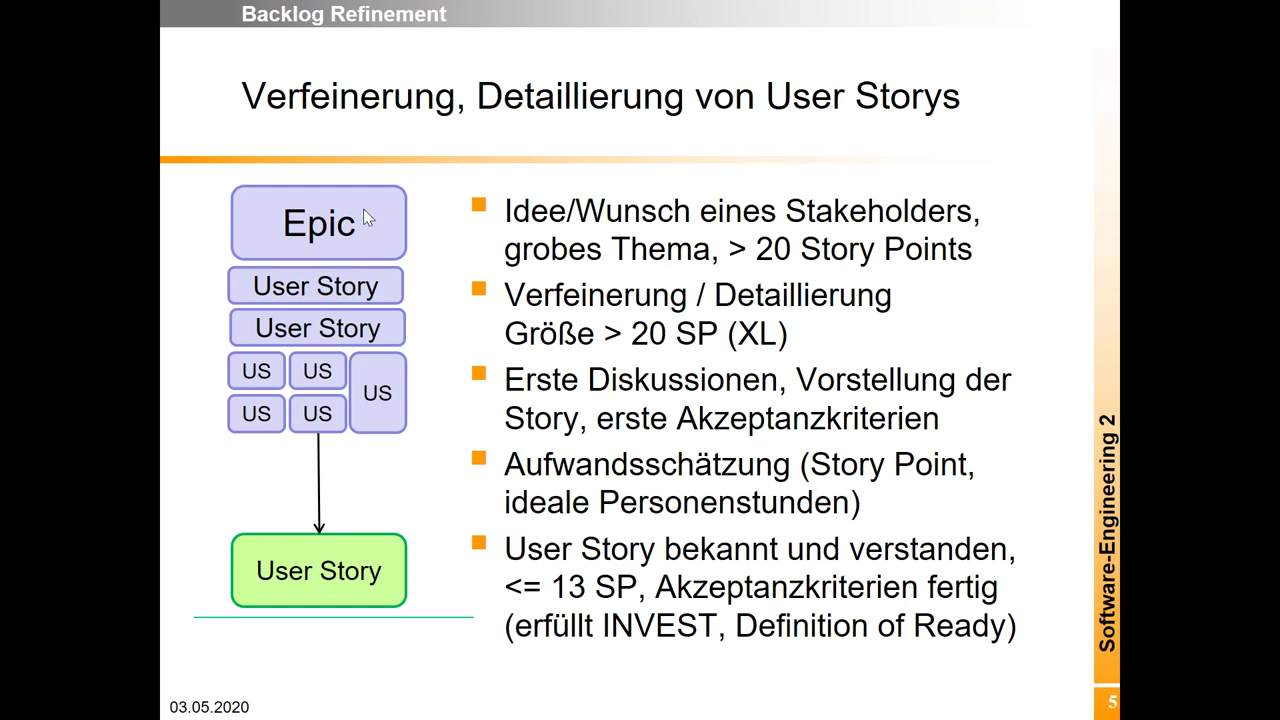 Backlog Refinement
Verfeinerung, Detaillierung von User Storys
Epic
User Story
User Story
US
US
US
US
US
User Story
Idee/Wunsch eines Stakeholders,
grobes Thema, > 20 Story Points
Verfeinerung / Detaillierung
Größe > 20 SP (XL)
Erste Diskussionen, Vorstellung der
Story, erste Akzeptanzkriterien
Aufwandsschätzung (Story Point,
ideale Personenstunden)
User Story bekannt und verstanden,
<= 13 SP, Akzeptanzkriterien fertig
(erfüllt INVEST, Definition of Ready)
Software-Engineering 2
03.05.2020
5